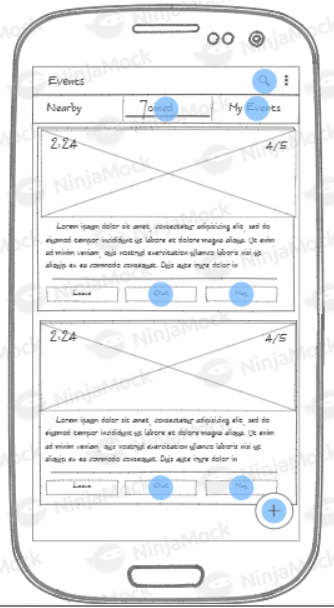 Events
Nearby Joined My Events
2:24 4/5
Lorem ipsum dolor sit amet, consectetur adipisicing elit, sed do
eiusmod tempor incididunt ut labore et dolore magna aliqua. Ut enim
ad minim veniam, quis nostrud exercitation ullamco laboris nisi ut
aliquip ex ea commodo consequat. Duis aute irure dolor in
Leave Chat Map
2:24 4/5
Lorem ipsum dolor sit amet, consectetur adipisicing elit, sed do
eiusmod tempor incididunt ut labore et dolore magna aliqua. Ut enim
ad minim veniam, quis nostrud exercitation ullamco laboris nisi ut
aliquip ex ea commodo consequat. Duis aute irure dolor in
Leave Chat Map
+
NinjaMock